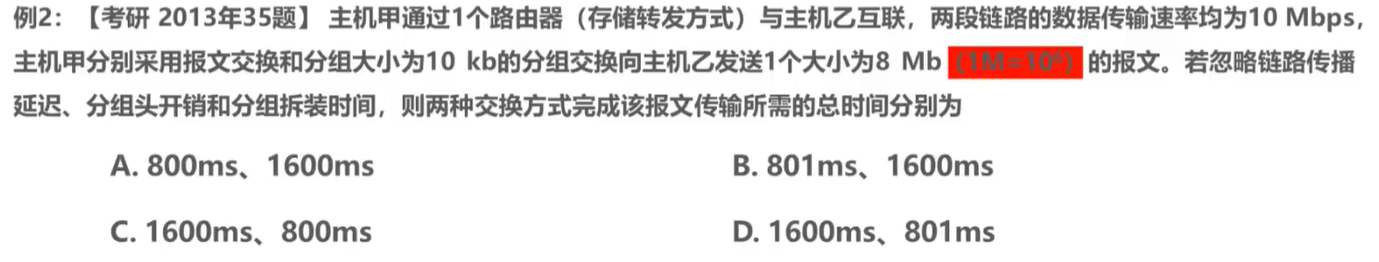 例2：【考研 2013年35题】 主机甲通过1个路由器（存储转发方式）与主机乙互联，两段链路的数据传输速率均为10 Mbps，
主机甲分别采用报文交换和分组大小为10 kb的分组交换向主机乙发送1个大小为8 Mb (1M=10⁶) 的报文。若忽略链路传播
延迟、分组头开销和分组拆装时间，则两种交换方式完成该报文传输所需的总时间分别为
A. 800ms、1600ms
B. 801ms、1600ms
C. 1600ms、800ms
D. 1600ms、801ms